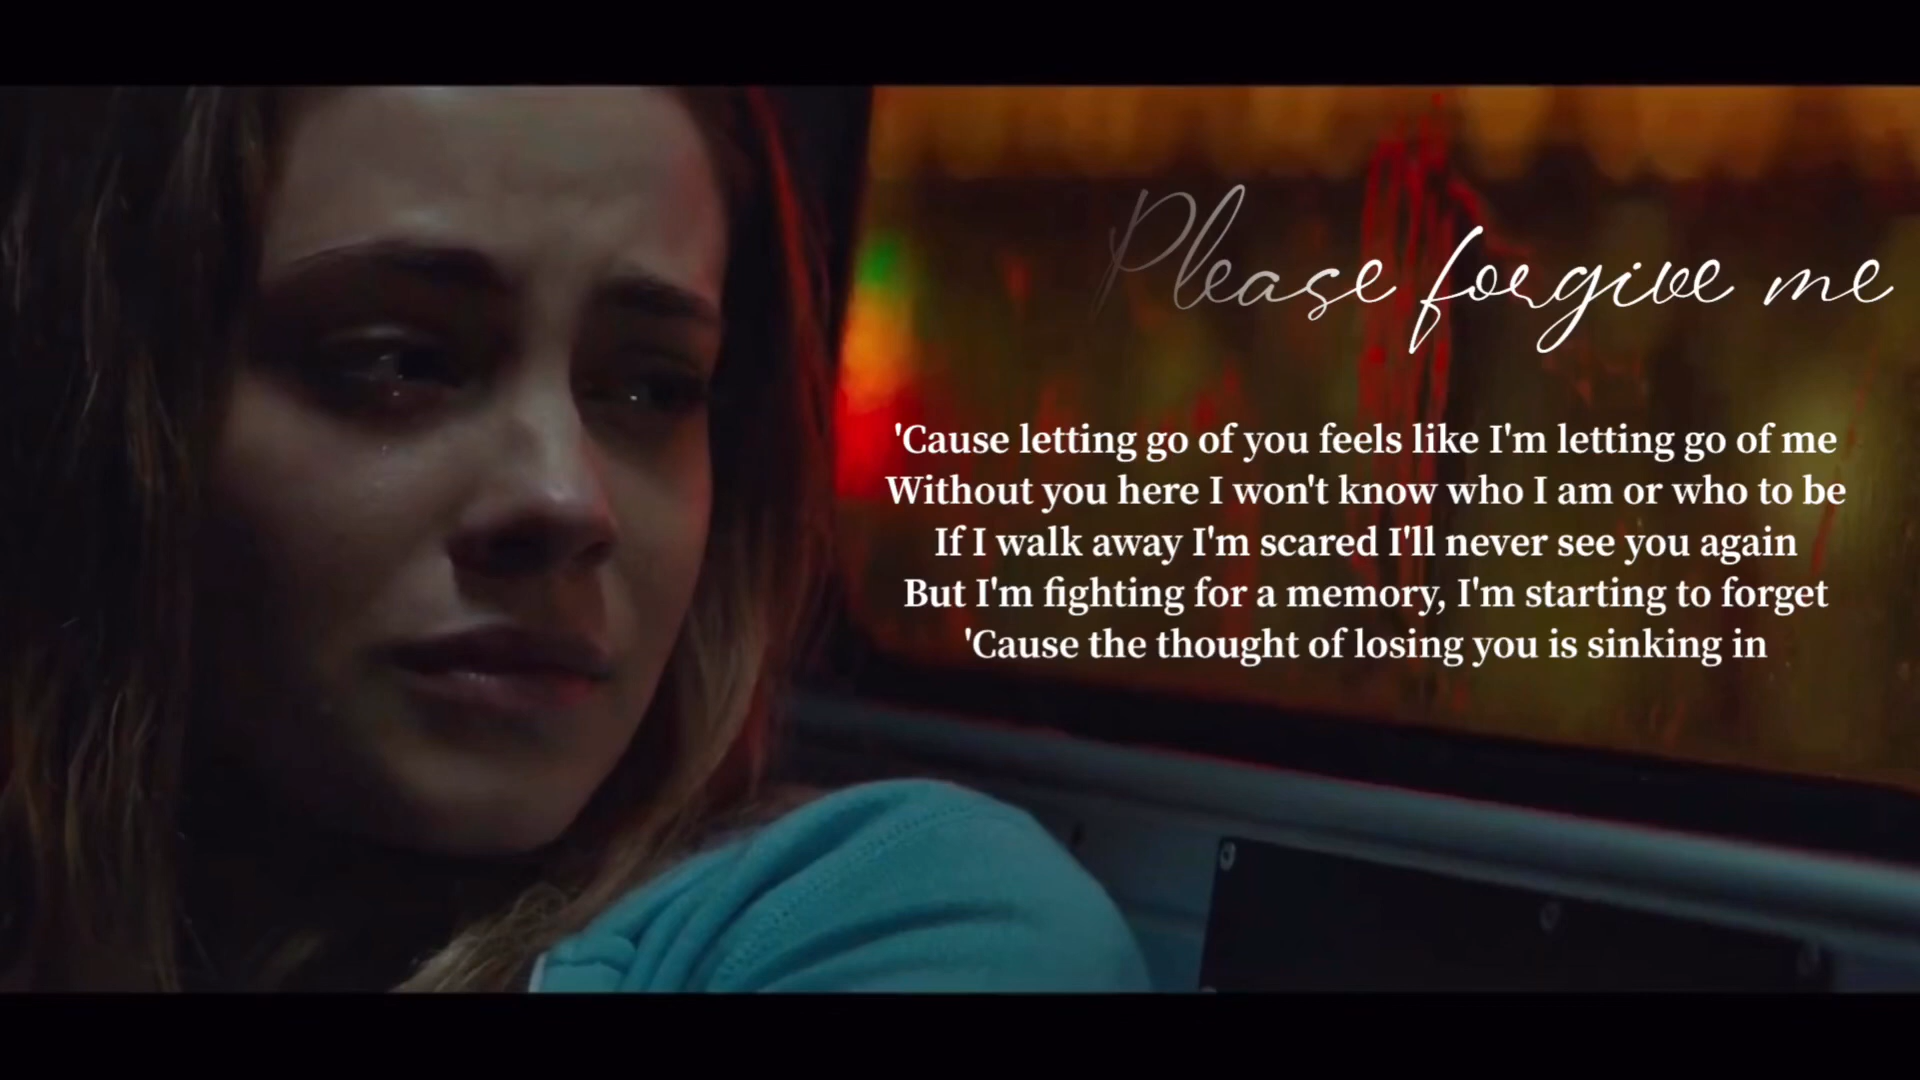 Please forgive me
'Cause letting go of you feels like I'm letting go of me
Without you here I won't know who I am or who to be
If I walk away I'm scared I'll never see you again
But I'm fighting for a memory, I'm starting to forget
'Cause the thought of losing you is sinking in